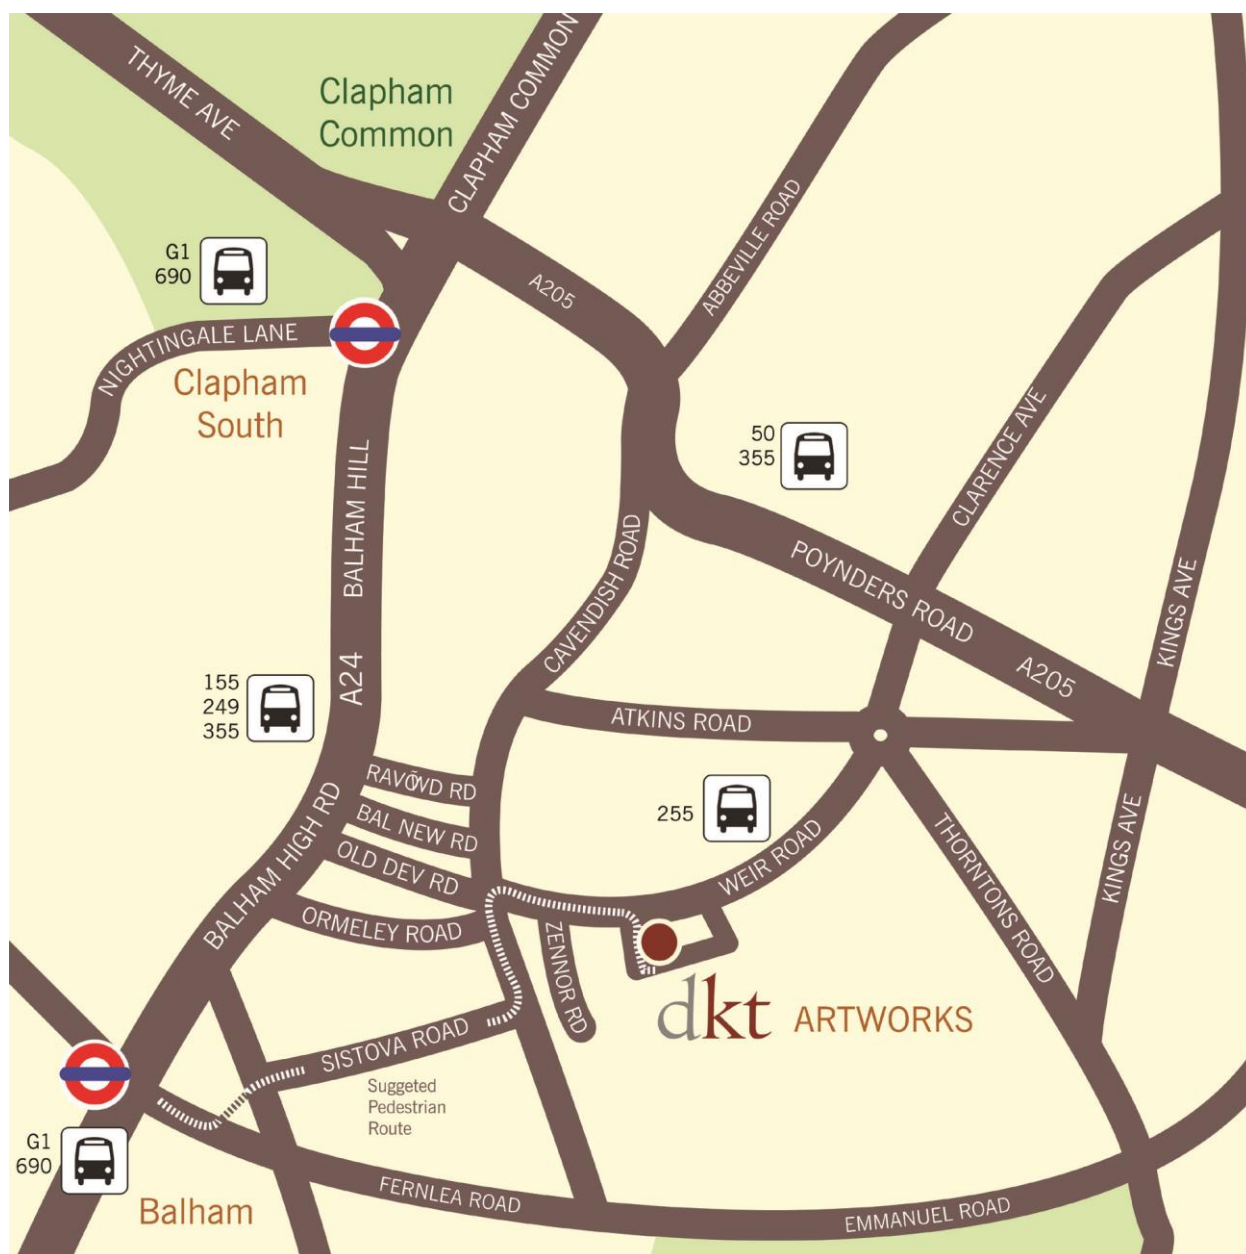 THYME AVE
Clapham
Common
CLAPHAM COMMON
G1
690
NIGHTINGALE LANE
Clapham
South
A205
ABBEVILLE ROAD
50
355
CLARENCE AVE
BALHAM HILL
CAVENDISH ROAD
POYNDERS ROAD
A205
KINGS AVE
A24
155
249
355
ATKINS ROAD
BAL NEW RD
OLD DEV RD
ORMELEY ROAD
BALHAM HIGH RD
255
WEIR ROAD
THORNTONS ROAD
KINGS AVE
ZENNOR RD
dkt ARTWORKS
SISTOVA ROAD
Suggeted
Pedestrian
Route
G1
690
Balham
FERNLEA ROAD
EMMANUEL ROAD